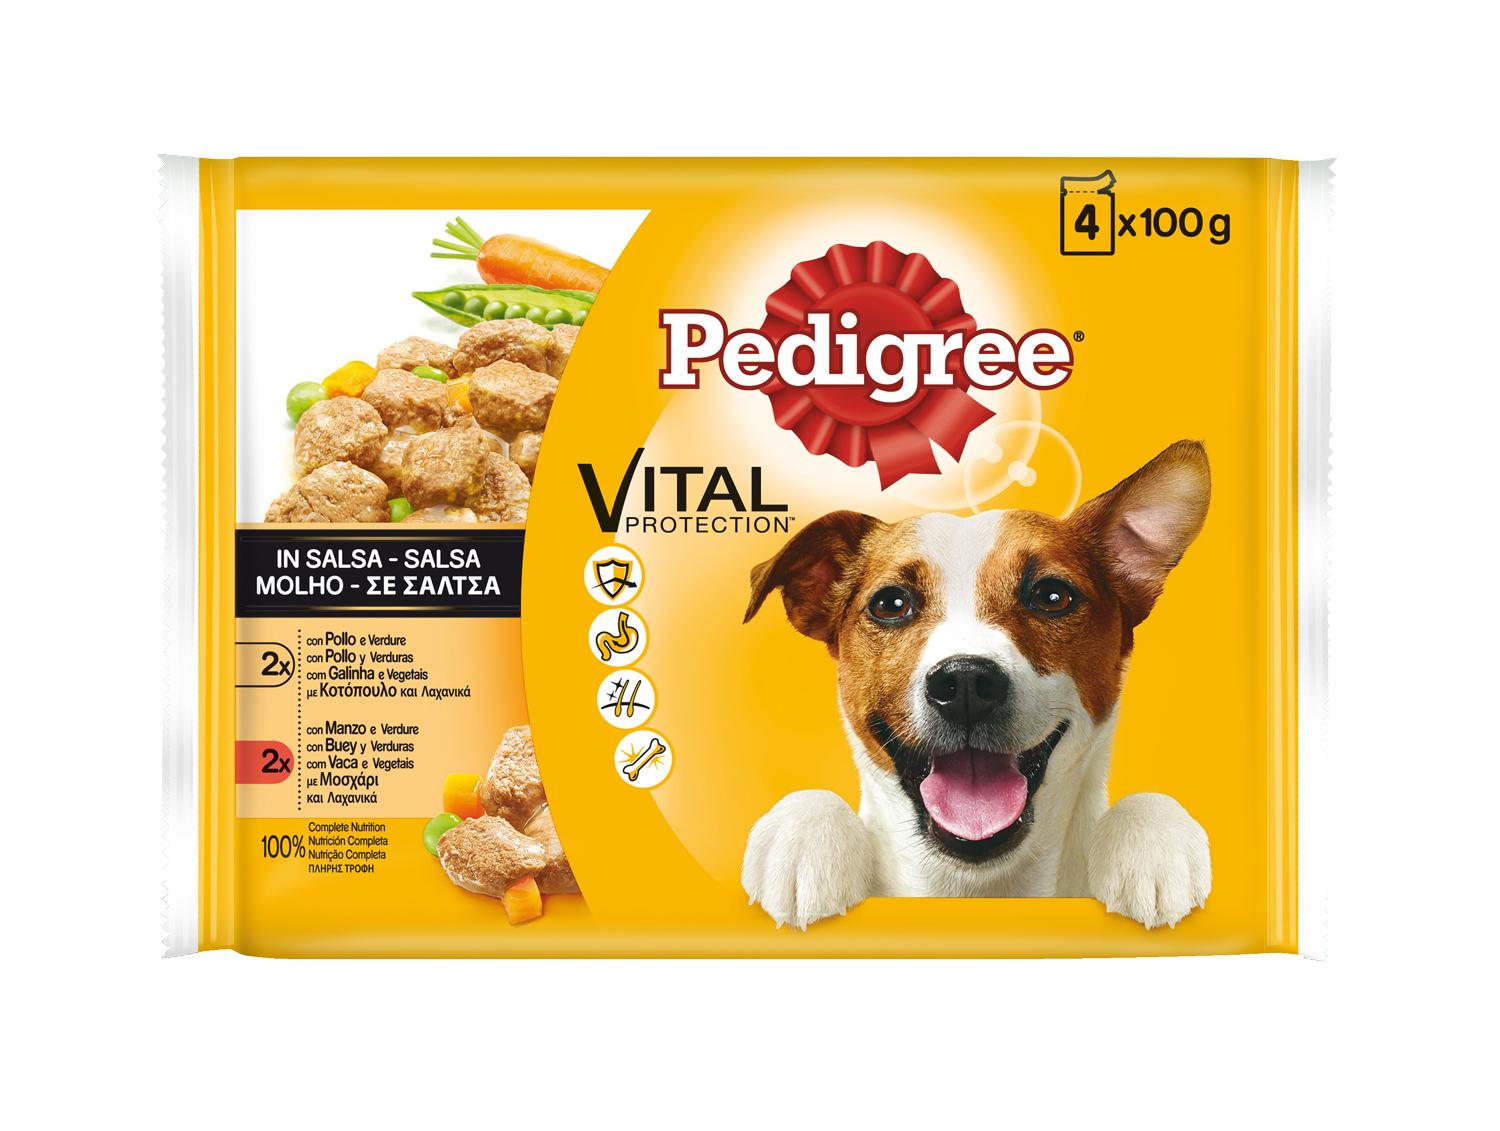 4 x100 g
Pedigree®
VITAL
PROTECTION™
IN SALSA - SALSA
MOLHO - ΣΕ ΣΑΛΤΣΑ
2x
con Pollo e Verdure
con Pollo y Verduras
com Galinha e Vegetais
με Κοτόπουλο και Λαχανικά
2x
con Manzo e Verdure
con Buey y Verduras
com Vaca e Vegetais
με Μοσχάρι
και Λαχανικά
100%
Complete Nutrition
Nutrición Completa
Nutrição Completa
ΠΛΗΡΗΣ ΤΡΟΦΗ